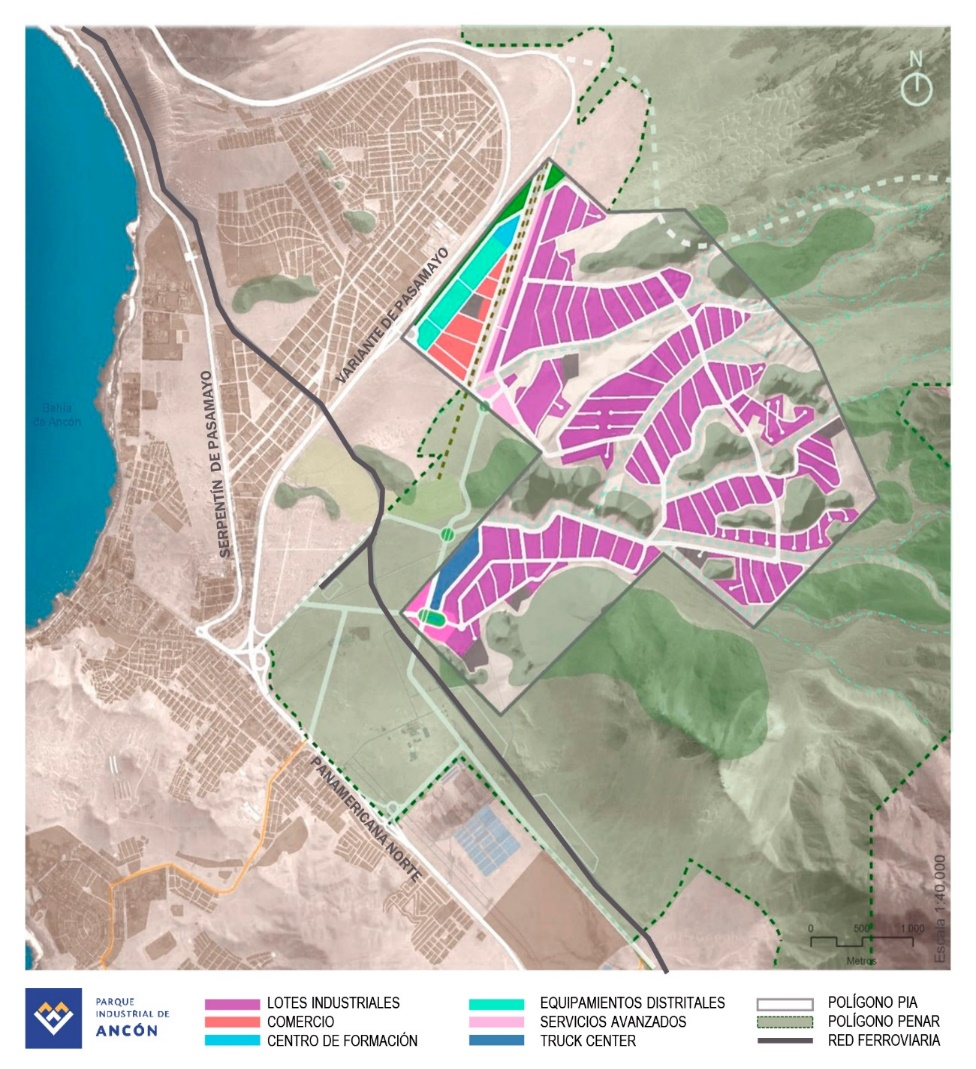 N
VARIANTE DE PASAMAYO
Bahía
de Ancón
SERPENTÍN DE PASAMAYO
PANAMERICANA NORTE
Escala 1:40,000
0 500 1.000
Metros
PARQUE
INDUSTRIAL DE
ANCÓN
LOTES INDUSTRIALES
COMERCIO
CENTRO DE FORMACIÓN
EQUIPAMIENTOS DISTRITALES
SERVICIOS AVANZADOS
TRUCK CENTER
POLÍGONO PIA
POLÍGONO PENAR
RED FERROVIARIA